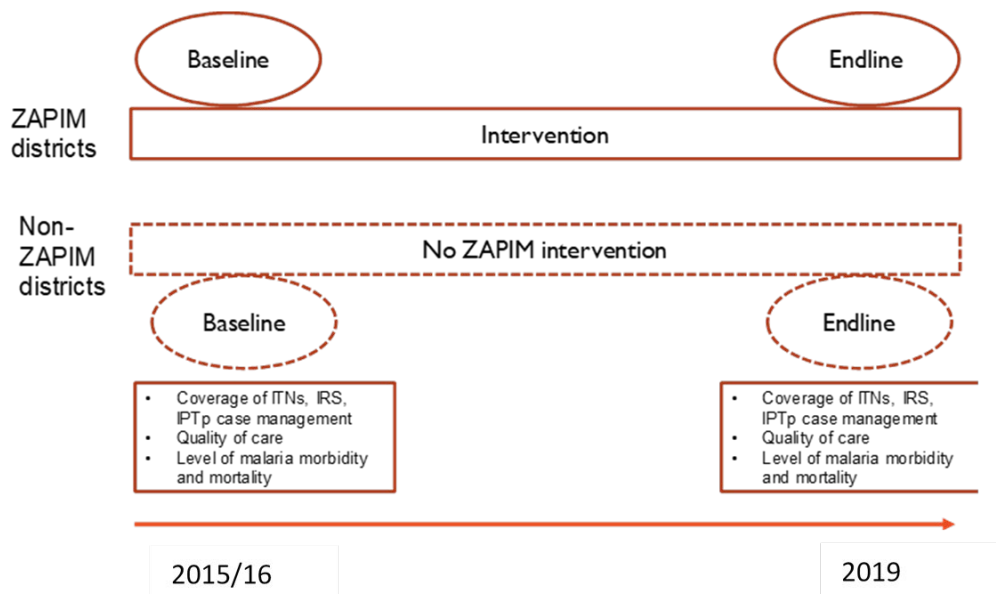 Baseline
Endline
ZAPIM
districts
Intervention
Non-
ZAPIM
districts
No ZAPIM intervention
Baseline
Endline
• Coverage of ITNs, IRS,
IPTp case management
• Quality of care
• Level of malaria morbidity
and mortality
• Coverage of ITNs, IRS,
IPTp case management
• Quality of care
• Level of malaria morbidity
and mortality
2015/16
2019